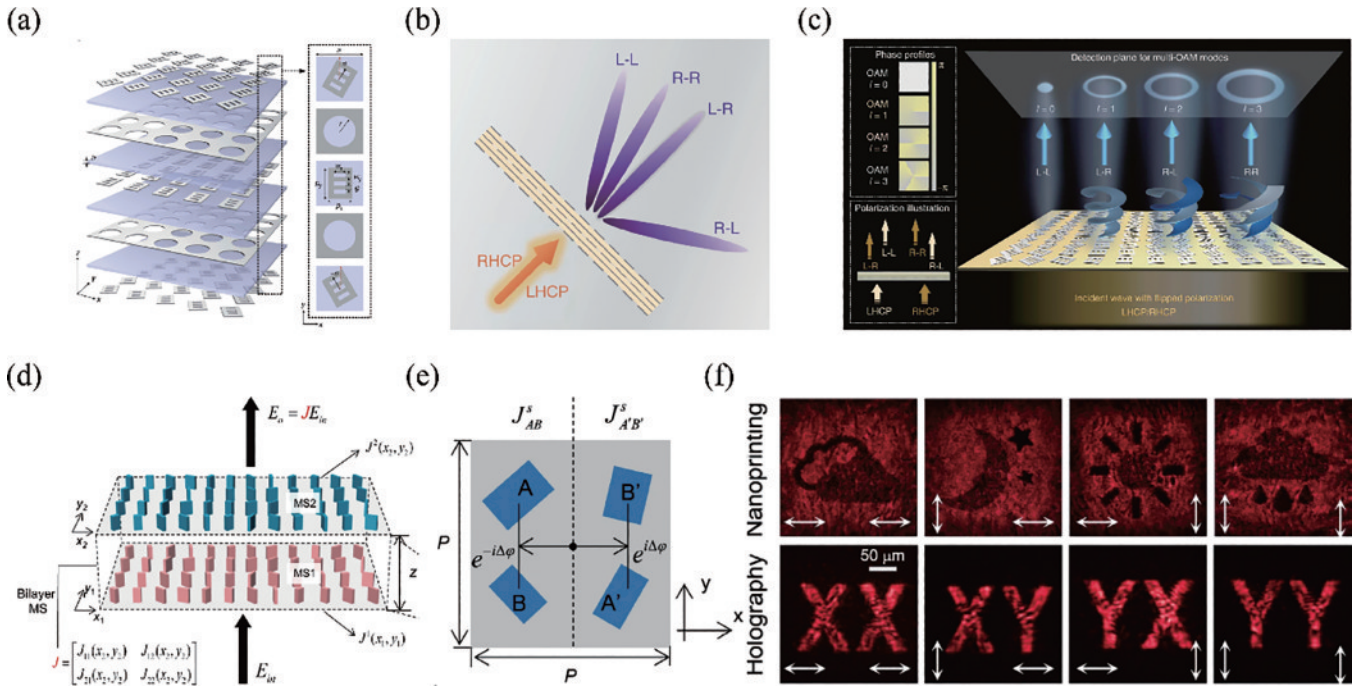 (a)
(b)
L-L
R-R
L-R
R-L
RHCP
LHCP
(c)
Phase profiles
OAM
l = 0
OAM
l = 1
OAM
l = 2
OAM
l = 3
π
-π
Polarization illustration
L-L
R-R
L-R
R-L
LHCP
RHCP
Detection plane for multi-OAM modes
l = 0
l = 1
l = 2
l = 3
L-L
L-R
R-L
R-R
Incident wave with flipped polarization
LHCP/RHCP
(d)
E_o = JE_in
J²(x₂, y₂)
MS2
y₂
x₂
MS1
z
Bilayer
MS
y₁
x₁
J¹(x₁, y₁)
J = [J₁₁(x₂, y₂) J₁₂(x₂, y₂)
J₂₁(x₂, y₂) J₂₂(x₂, y₂)]
E_in
(e)
J^s_AB
J^s_A'B'
A
B'
P
e^{-iΔφ}
e^{iΔφ}
B
A'
y
x
P
(f)
Nanoprinting
Holography
50 μm
X X
X Y
Y X
Y Y